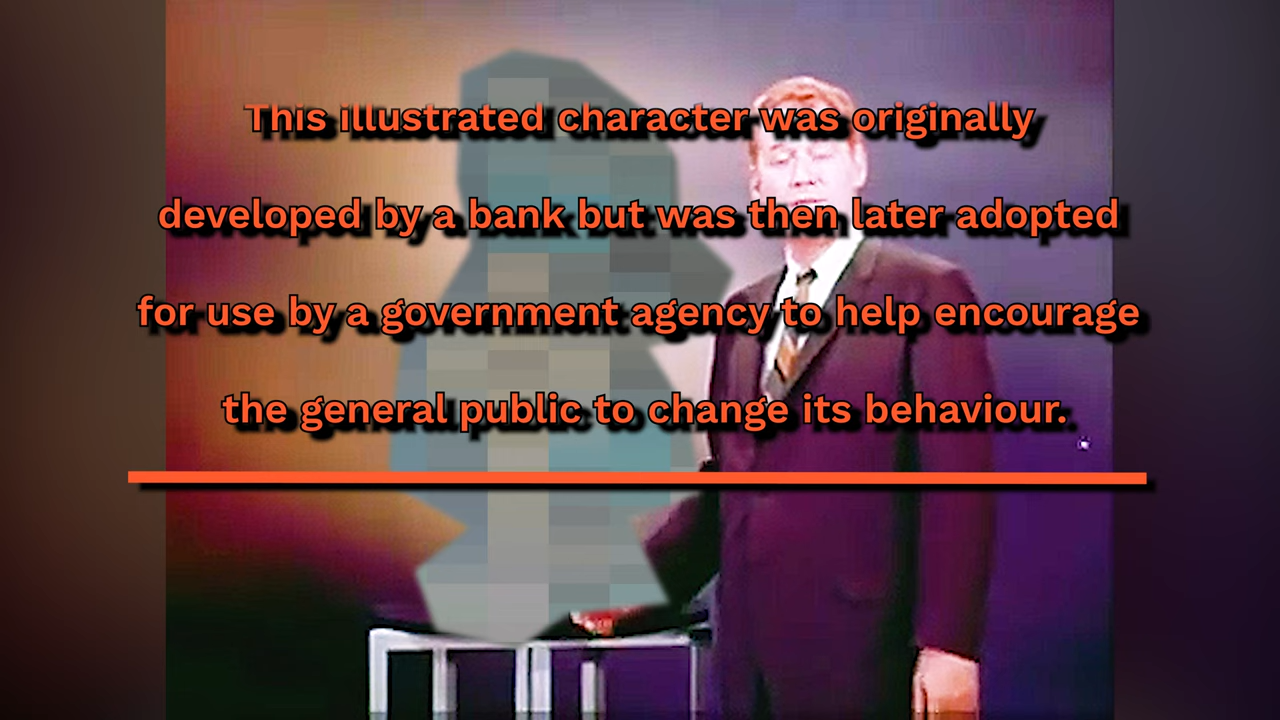 This illustrated character was originally
developed by a bank but was then later adopted
for use by a government agency to help encourage
the general public to change its behaviour.